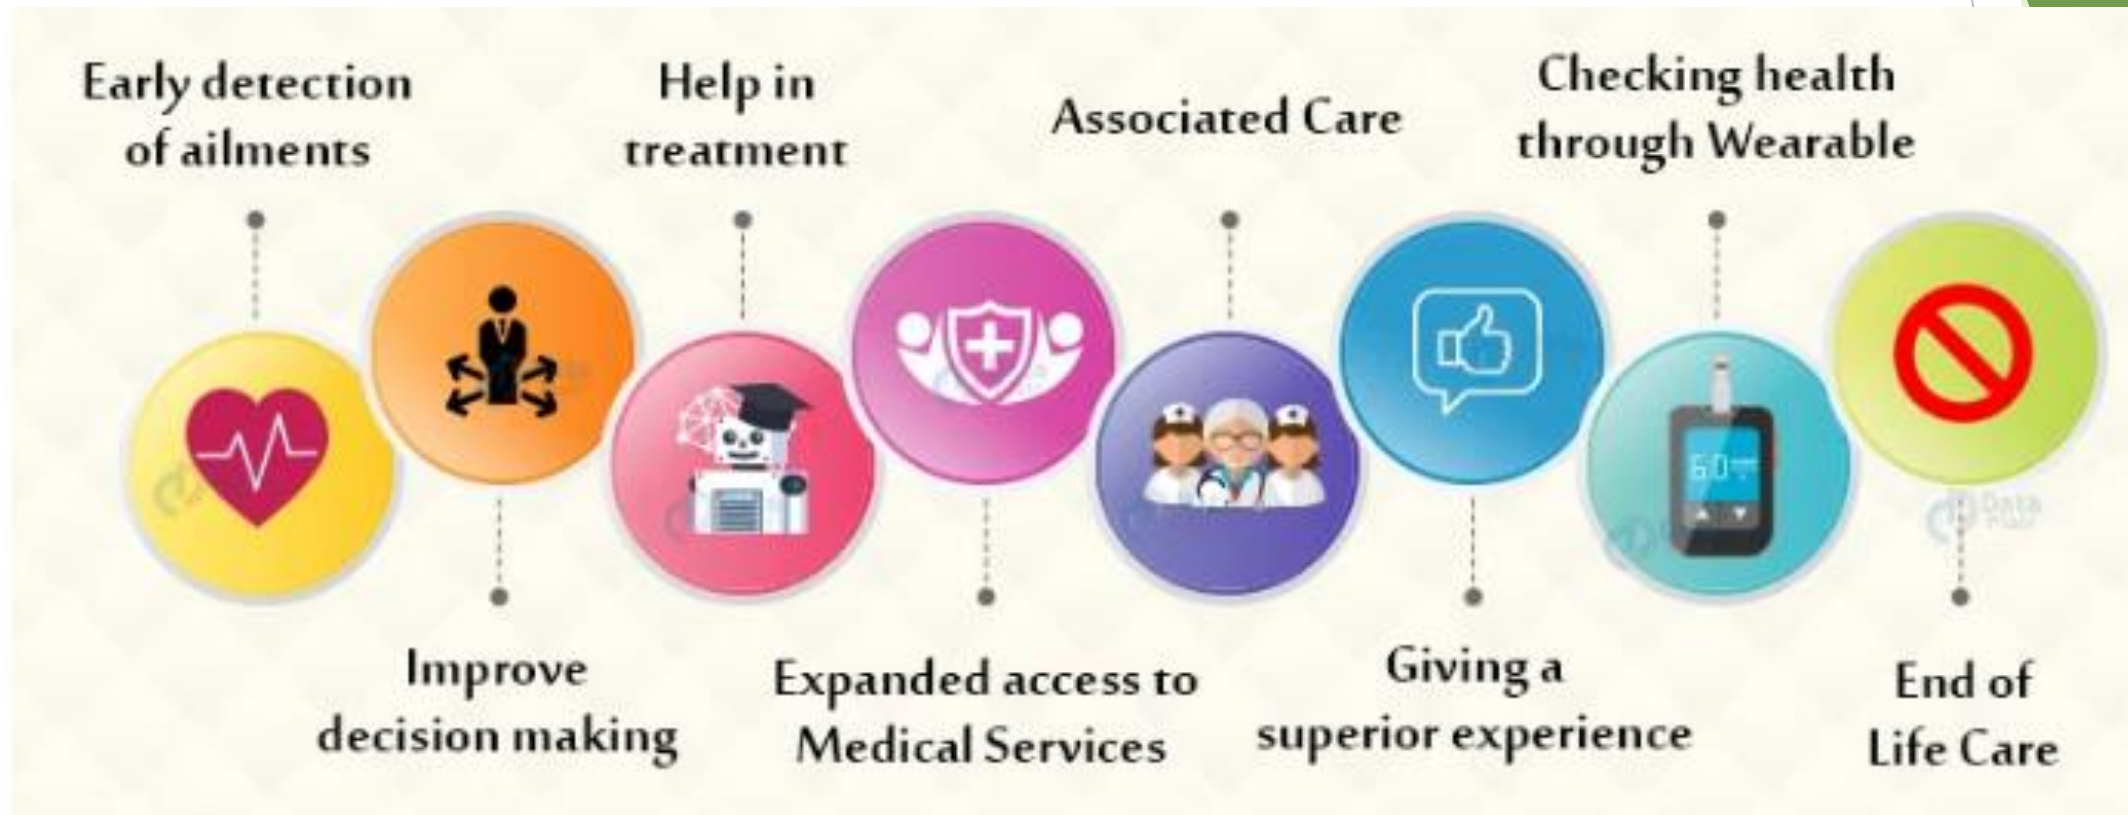 Early detection
of ailments
Improve
decision making
Help in
treatment
Expanded access to
Medical Services
Associated Care
Giving a
superior experience
Checking health
through Wearable
End of
Life Care
60